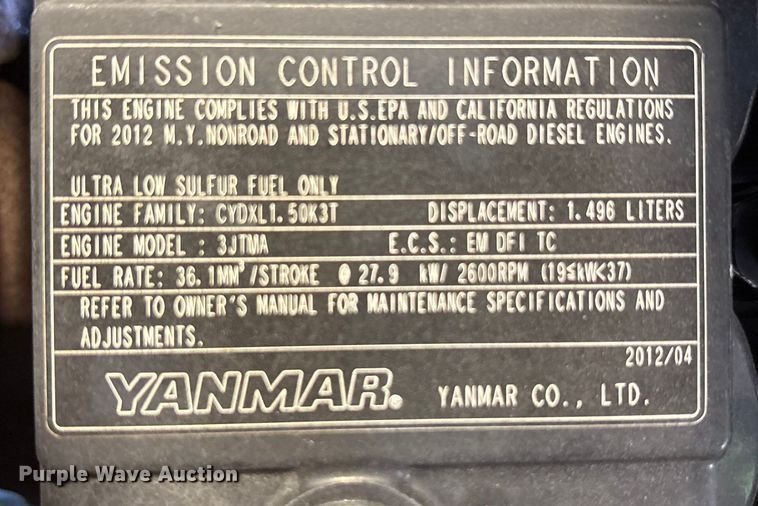 EMISSION CONTROL INFORMATION
THIS ENGINE COMPLIES WITH U.S.EPA AND CALIFORNIA REGULATIONS
FOR 2012 M.Y.NONROAD AND STATIONARY/OFF-ROAD DIESEL ENGINES.
ULTRA LOW SULFUR FUEL ONLY
ENGINE FAMILY: CYDXL1.50K3T DISPLACEMENT: 1.496 LITERS
ENGINE MODEL : 3JTMA E.C.S.: EM DFI TC
FUEL RATE: 36.1MM³/STROKE @ 27.9 kW/ 2600RPM (19≤kW<37)
REFER TO OWNER'S MANUAL FOR MAINTENANCE SPECIFICATIONS AND
ADJUSTMENTS.
2012/04
YANMAR® YANMAR CO., LTD.
Purple Wave Auction